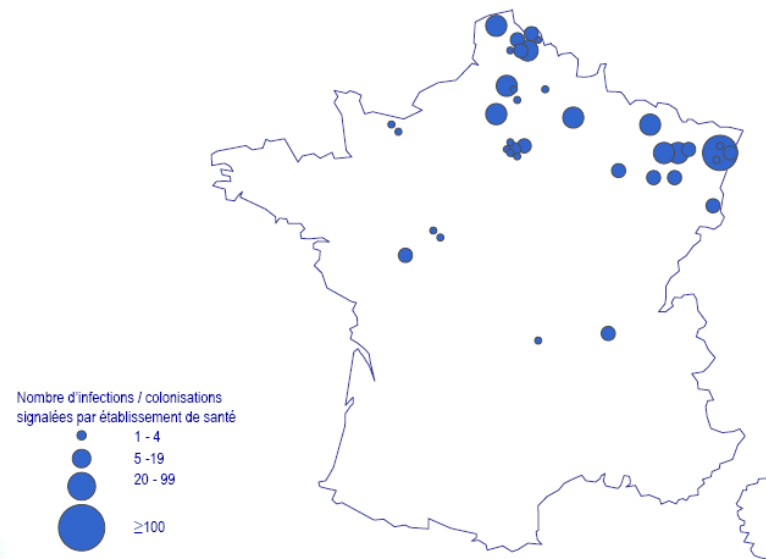 Nombre d'infections / colonisations
signalées par établissement de santé
1 - 4
5 -19
20 - 99
≥100